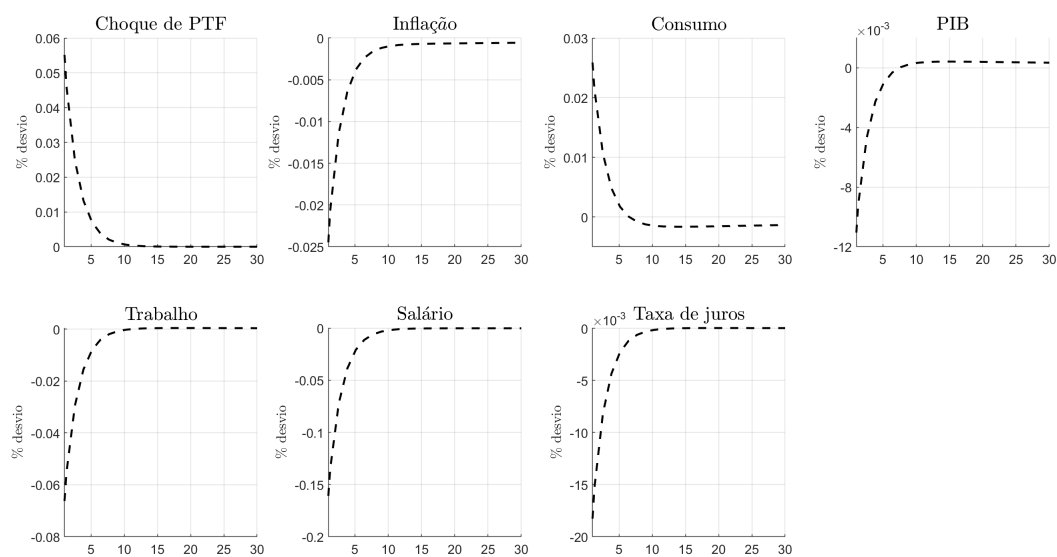 Choque de PTF
% desvio
0.06
0.05
0.04
0.03
0.02
0.01
0
5 10 15 20 25 30
Inflação
0
-0.005
-0.01
-0.015
-0.02
-0.025
5 10 15 20 25 30
Consumo
% desvio
0.03
0.02
0.01
0
5 10 15 20 25 30
PIB
×10⁻³
% desvio
0
-4
-8
-12
5 10 15 20 25 30
Trabalho
% desvio
0
-0.02
-0.04
-0.06
-0.08
5 10 15 20 25 30
Salário
% desvio
0
-0.05
-0.1
-0.15
-0.2
5 10 15 20 25 30
Taxa de juros
×10⁻³
% desvio
0
-5
-10
-15
-20
5 10 15 20 25 30